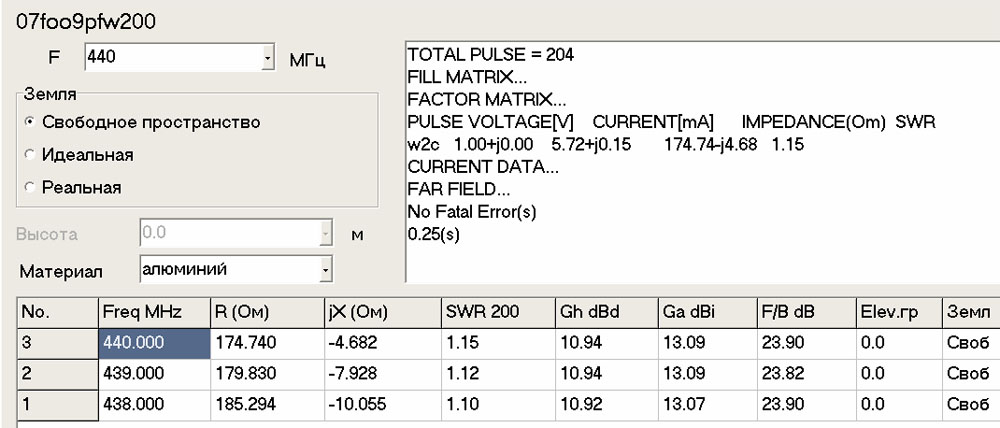 07foo9pfw200
F 440 МГц
Земля
Свободное пространство
Идеальная
Реальная
Высота 0.0 м
Материал алюминий
TOTAL PULSE = 204
FILL MATRIX...
FACTOR MATRIX...
PULSE VOLTAGE[V] CURRENT[mA] IMPEDANCE(Om) SWR
w2c 1.00+j0.00 5.72+j0.15 174.74-j4.68 1.15
CURRENT DATA...
FAR FIELD...
No Fatal Error(s)
0.25(s)
No. Freq MHz R (Ом) jX (Ом) SWR 200 Gh dBd Ga dBi F/B dB Elev.гр Земл
3 440.000 174.740 -4.682 1.15 10.94 13.09 23.90 0.0 Своб
2 439.000 179.830 -7.928 1.12 10.94 13.09 23.82 0.0 Своб
1 438.000 185.294 -10.055 1.10 10.92 13.07 23.90 0.0 Своб